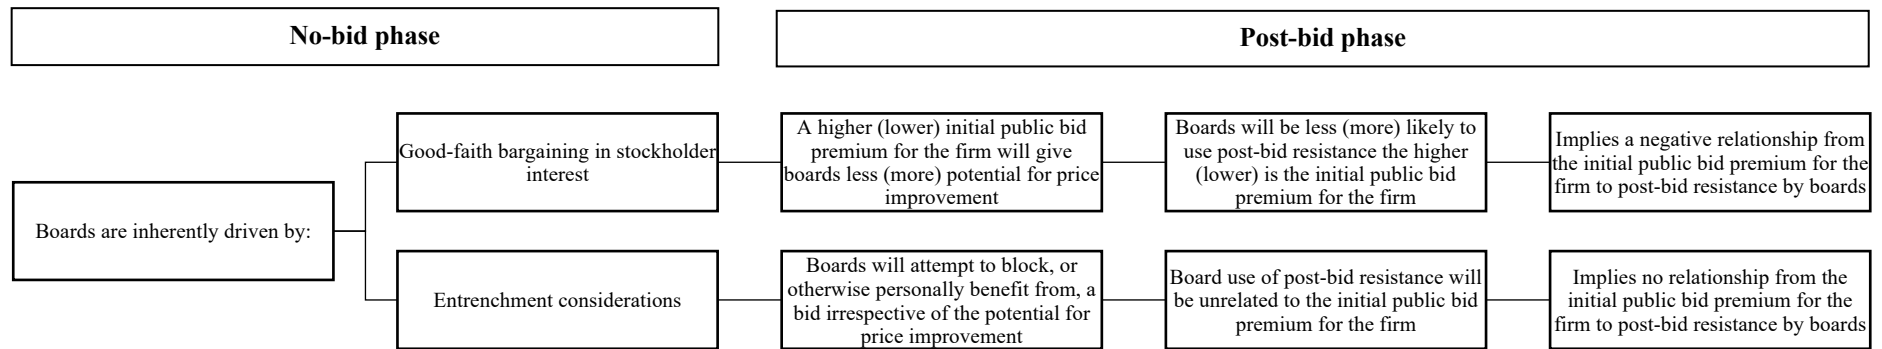 No-bid phase
Post-bid phase
Boards are inherently driven by:
Good-faith bargaining in stockholder
interest
A higher (lower) initial public bid
premium for the firm will give
boards less (more) potential for price
improvement
Boards will be less (more) likely to
use post-bid resistance the higher
(lower) is the initial public bid
premium for the firm
Implies a negative relationship from
the initial public bid premium for the
firm to post-bid resistance by boards
Entrenchment considerations
Boards will attempt to block, or
otherwise personally benefit from, a
bid irrespective of the potential for
price improvement
Board use of post-bid resistance will
be unrelated to the initial public bid
premium for the firm
Implies no relationship from the
initial public bid premium for the
firm to post-bid resistance by boards